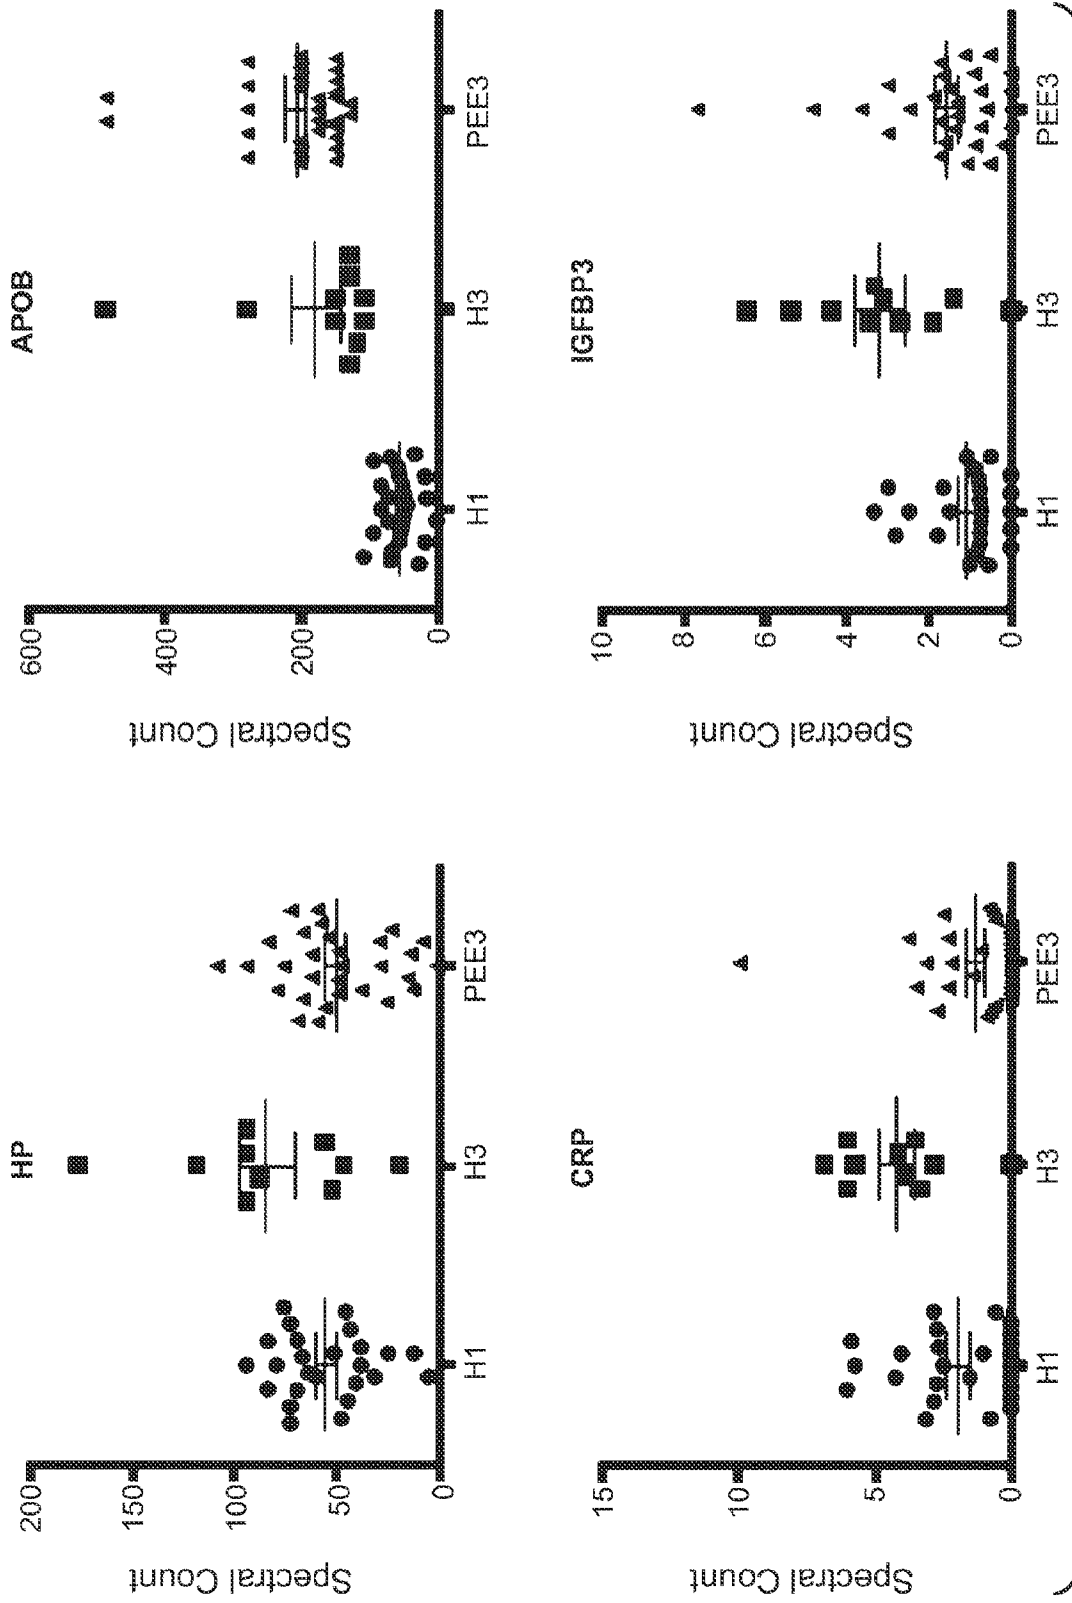 HP
Spectral Count
200
150
100
50
0
H1
H3
PEE3
APOB
Spectral Count
600
400
200
0
H1
H3
PEE3
CRP
Spectral Count
15
10
5
0
H1
H3
PEE3
IGFBP3
Spectral Count
10
8
6
4
2
0
H1
H3
PEE3